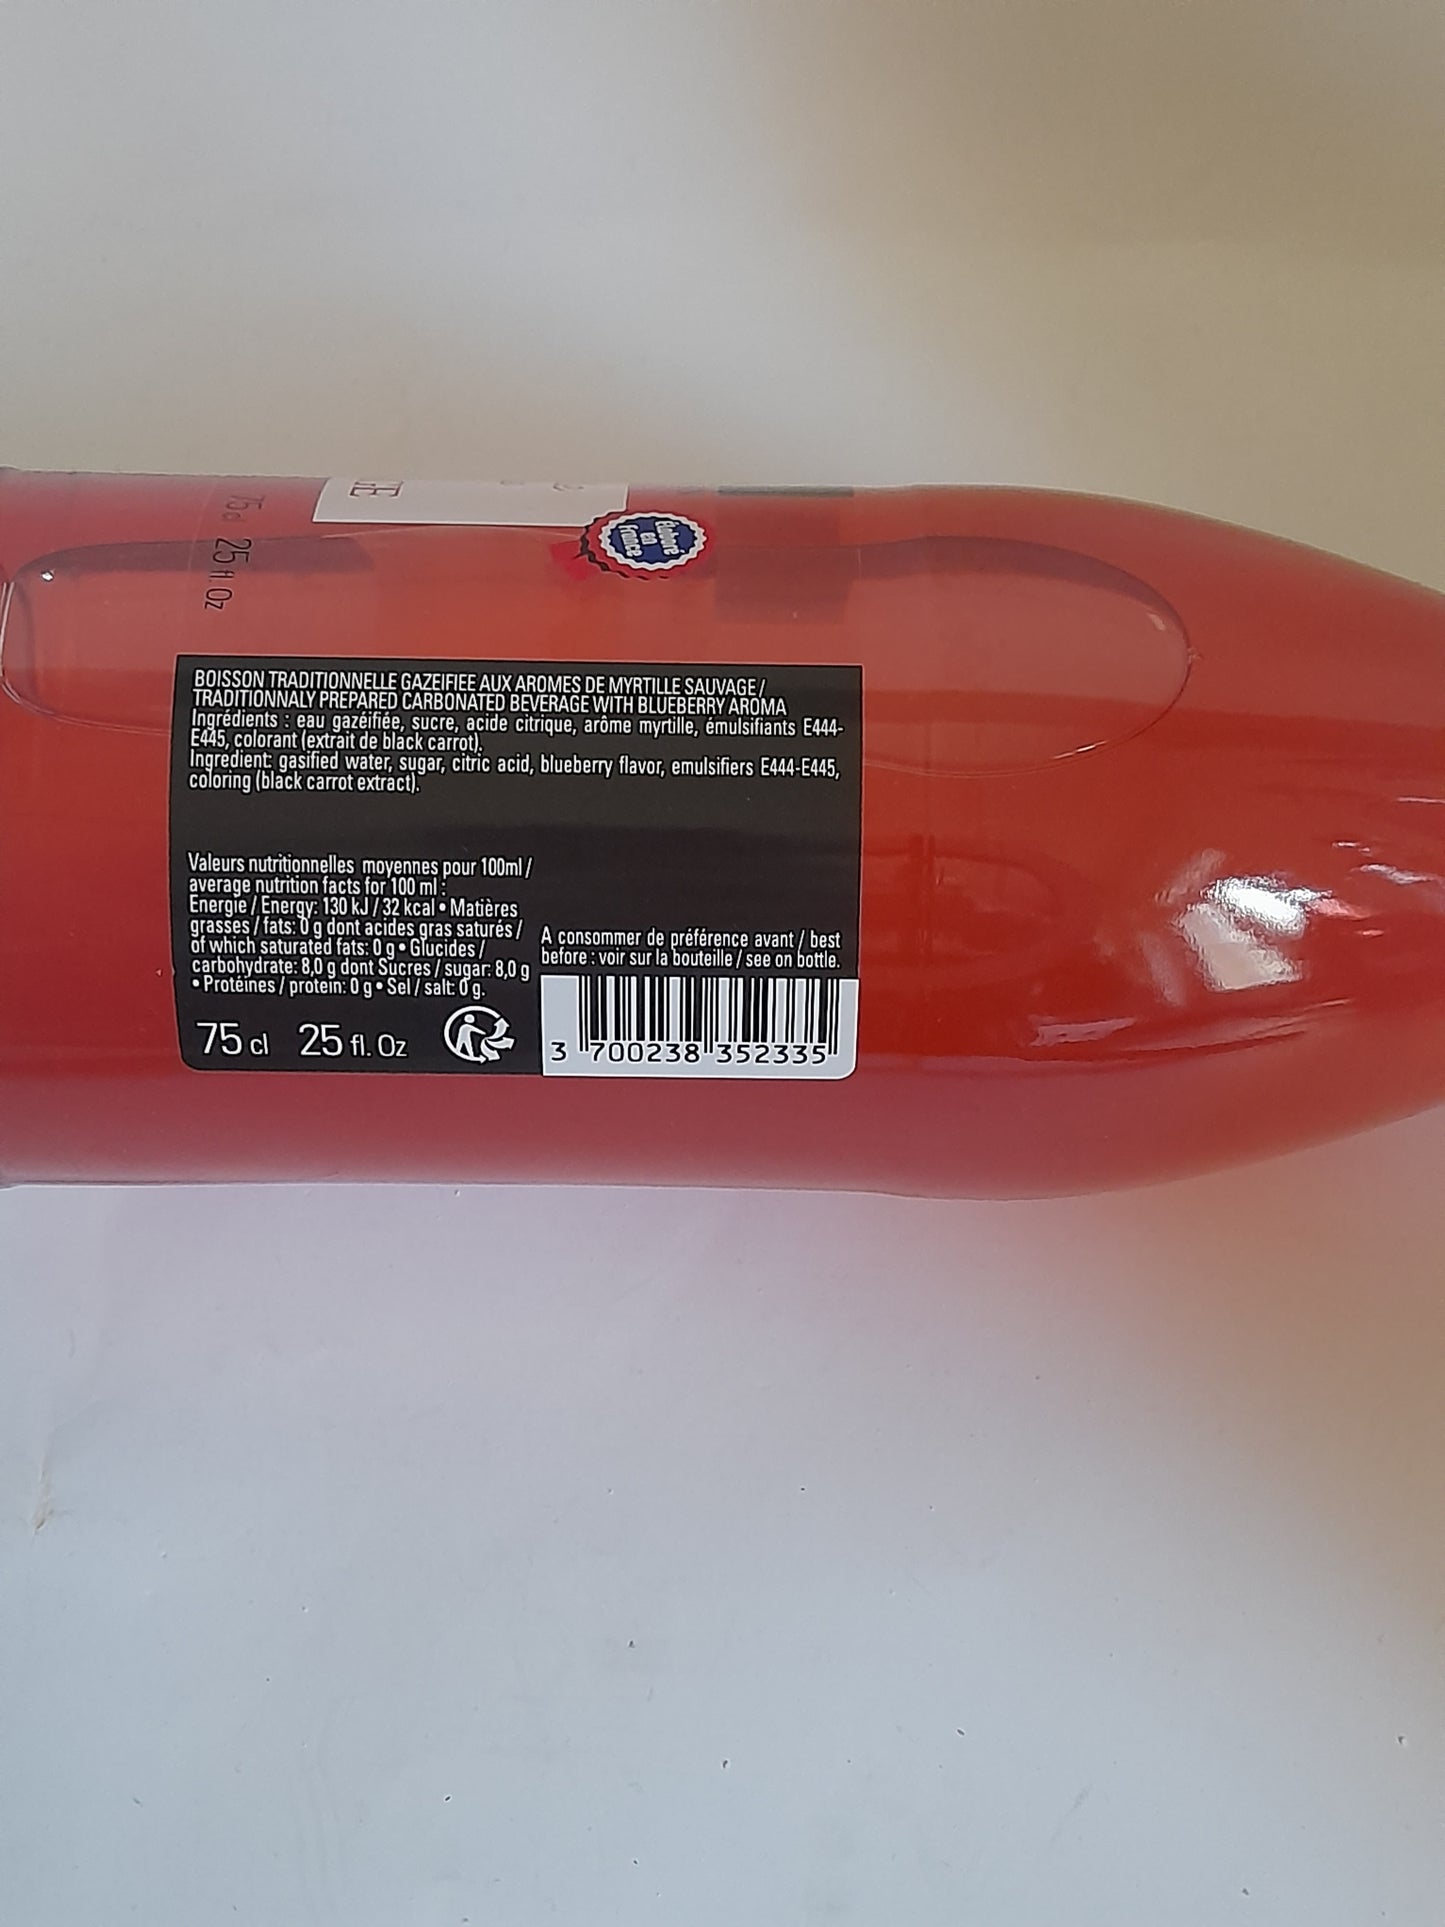 75 cl 25 fl. Oz
Elaboré
en
france
BOISSON TRADITIONNELLE GAZEIFIEE AUX AROMES DE MYRTILLE SAUVAGE /
TRADITIONNALY PREPARED CARBONATED BEVERAGE WITH BLUEBERRY AROMA
Ingrédients : eau gazéifiée, sucre, acide citrique, arôme myrtille, émulsifiants E444-
E445, colorant (extrait de black carrot).
Ingredient: gasified water, sugar, citric acid, blueberry flavor, emulsifiers E444-E445,
coloring (black carrot extract).
Valeurs nutritionnelles moyennes pour 100ml /
average nutrition facts for 100 ml :
Energie / Energy: 130 kJ / 32 kcal • Matières
grasses / fats: 0 g dont acides gras saturés /
of which saturated fats: 0 g • Glucides /
carbohydrate: 8,0 g dont Sucres / sugar: 8,0 g
• Protéines / protein: 0 g • Sel / salt: 0 g.
A consommer de préférence avant / best
before : voir sur la bouteille / see on bottle.
75 cl 25 fl. Oz
3 700238 352335